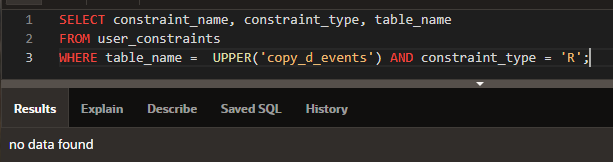 1 SELECT constraint_name, constraint_type, table_name
2 FROM user_constraints
3 WHERE table_name =  UPPER('copy_d_events') AND constraint_type = 'R';
Results Explain Describe Saved SQL History
no data found